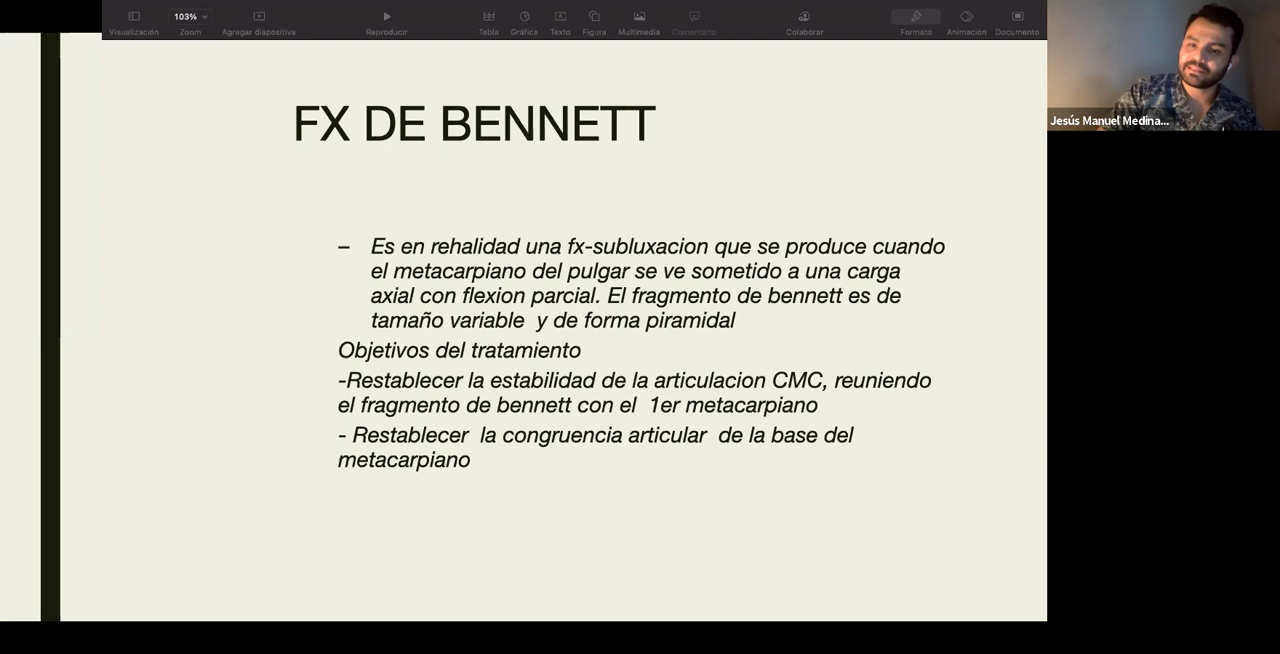 103%
Visualización Zoom Agregar diapositiva Reproducir Tabla Gráfica Texto Figura Multimedia Comentario Colaborar Formato Animación Documento
Jesús Manuel Medina...
FX DE BENNETT
– Es en rehalidad una fx-subluxacion que se produce cuando
el metacarpiano del pulgar se ve sometido a una carga
axial con flexion parcial. El fragmento de bennett es de
tamaño variable y de forma piramidal
Objetivos del tratamiento
-Restablecer la estabilidad de la articulacion CMC, reuniendo
el fragmento de bennett con el 1er metacarpiano
- Restablecer la congruencia articular de la base del
metacarpiano